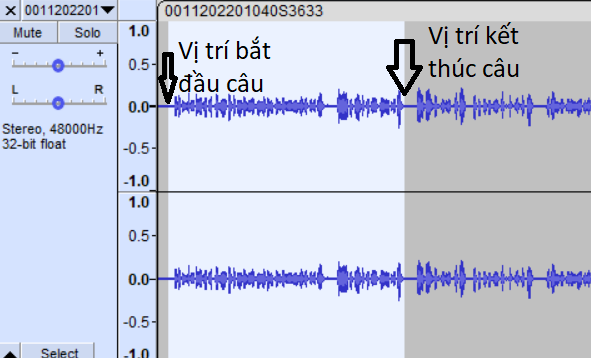 × 0011202201▼
0011202201040S3633
Mute Solo
- +
L R
Stereo, 48000Hz
32-bit float
Select
1.0
0.5
0.0
-0.5
-1.0
1.0
0.5
0.0
-0.5
-1.0
Vị trí bắt
đầu câu
Vị trí kết
thúc câu